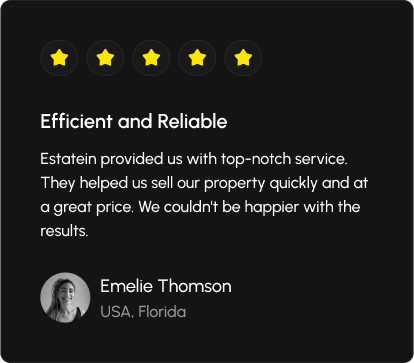 Efficient and Reliable
Estatein provided us with top-notch service.
They helped us sell our property quickly and at
a great price. We couldn't be happier with the
results.
Emelie Thomson
USA, Florida